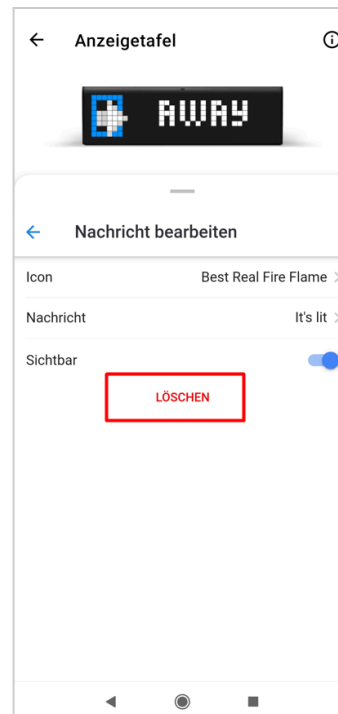 Anzeigetafel
AWAY
Nachricht bearbeiten
Icon Best Real Fire Flame
Nachricht It's lit
Sichtbar
LÖSCHEN